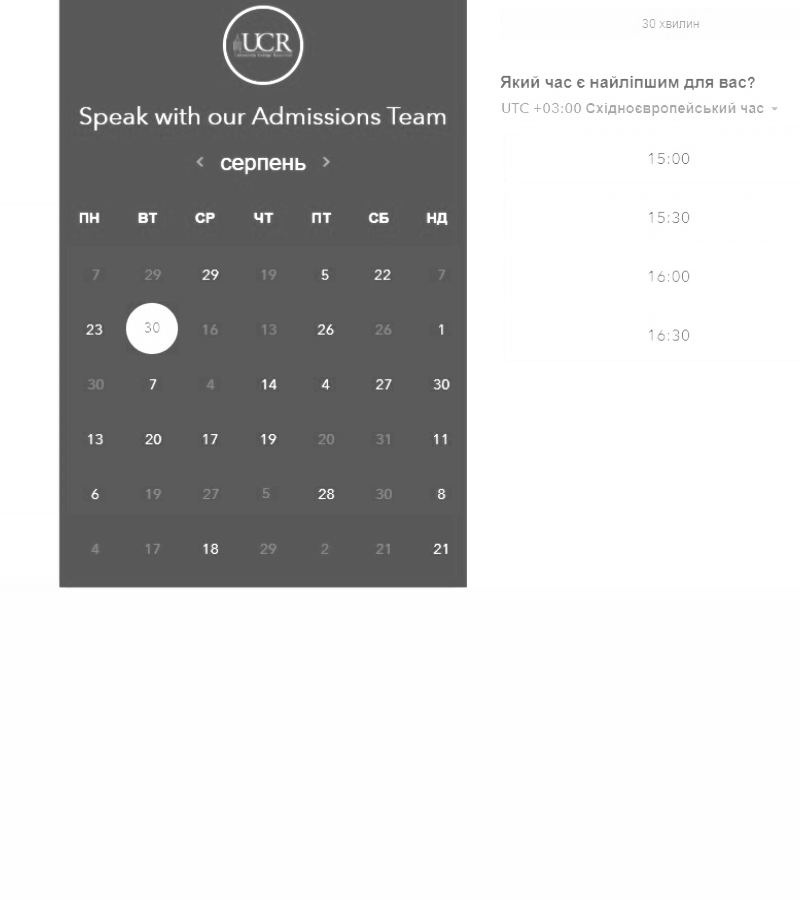 UCR
Speak with our Admissions Team
серпень
ПН ВТ СР ЧТ ПТ СБ НД
7 29 29 19 5 22 7
23 30 16 13 26 26 1
30 7 4 14 4 27 30
13 20 17 19 20 31 11
6 19 27 5 28 30 8
4 17 18 29 2 21 21
30 хвилин
Який час є найліпшим для вас?
UTC +03:00 Східноєвропейський час
15:00
15:30
16:00
16:30